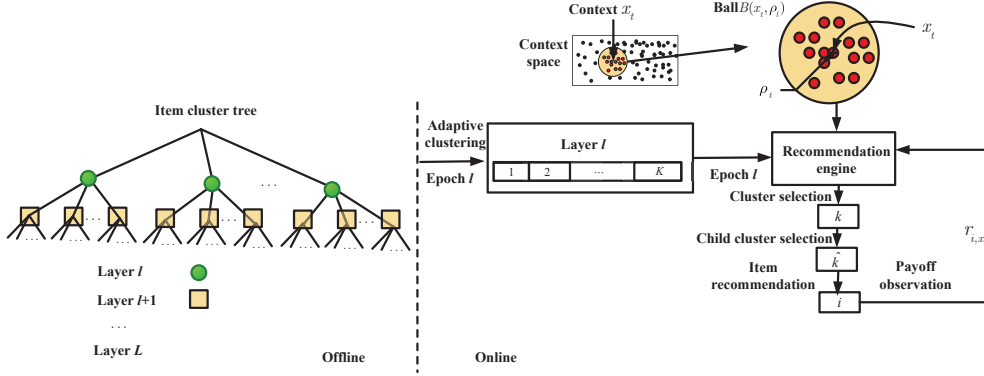 Context x_t
Ball B(x_t, ρ_t)
Context
space
x_t
ρ_t
Item cluster tree
Adaptive
clustering
Epoch l
Layer l
1 2 ... K
Epoch l
Recommendation
engine
Cluster selection
k
Child cluster selection
k̂
Item
recommendation
i
Payoff
observation
r_{i,x}
...
... ... ...
... ... ... ... ... ...
Layer l
Layer l+1
...
Layer L
Offline
Online